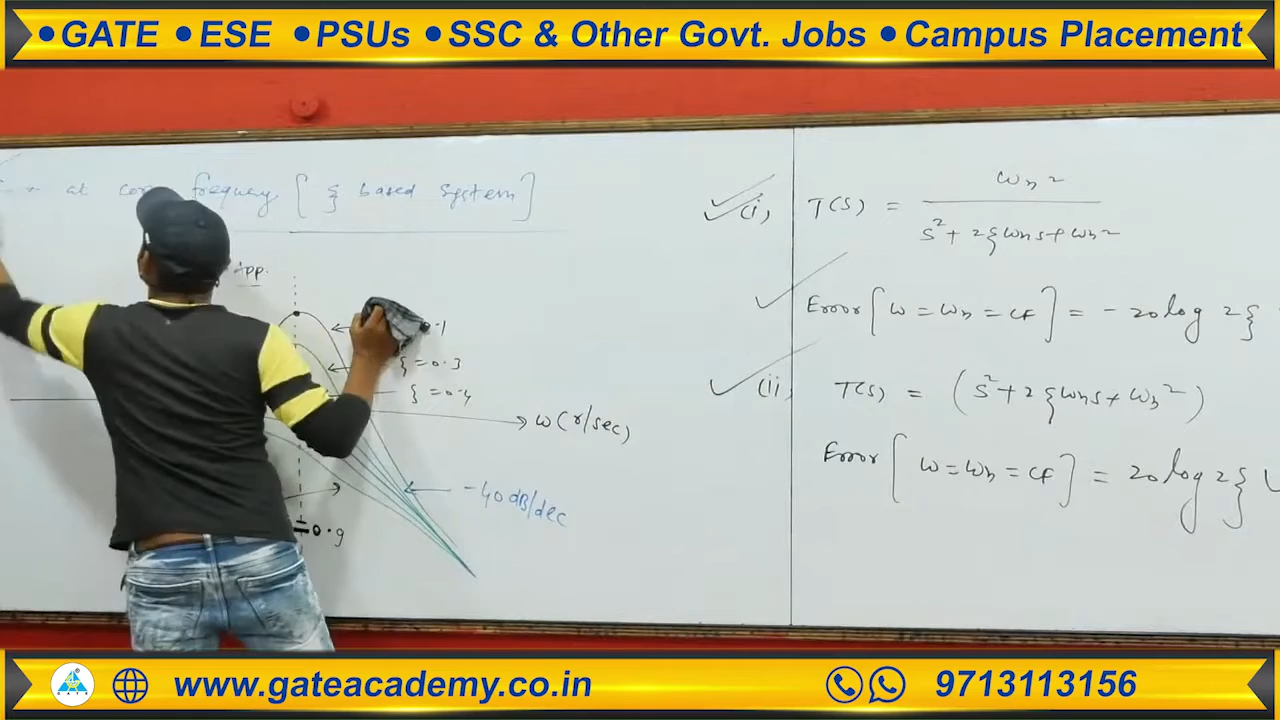 •GATE •ESE •PSUs •SSC & Other Govt. Jobs •Campus Placement
at frequency [ ξ based system ]
App.
ξ = 0.3
ξ = 0.4
ω (r/sec)
-40 dB/dec
= 0.9
(i) T(s) = ωn² / s² + 2ξωns + ωn²
Error [ ω = ωn = CF ] = -20 log 2ξ
(ii) T(s) = (s² + 2ξωns + ωn²)
Error [ ω = ωn = CF ] = 20 log 2ξ
GATE
www.gateacademy.co.in
9713113156